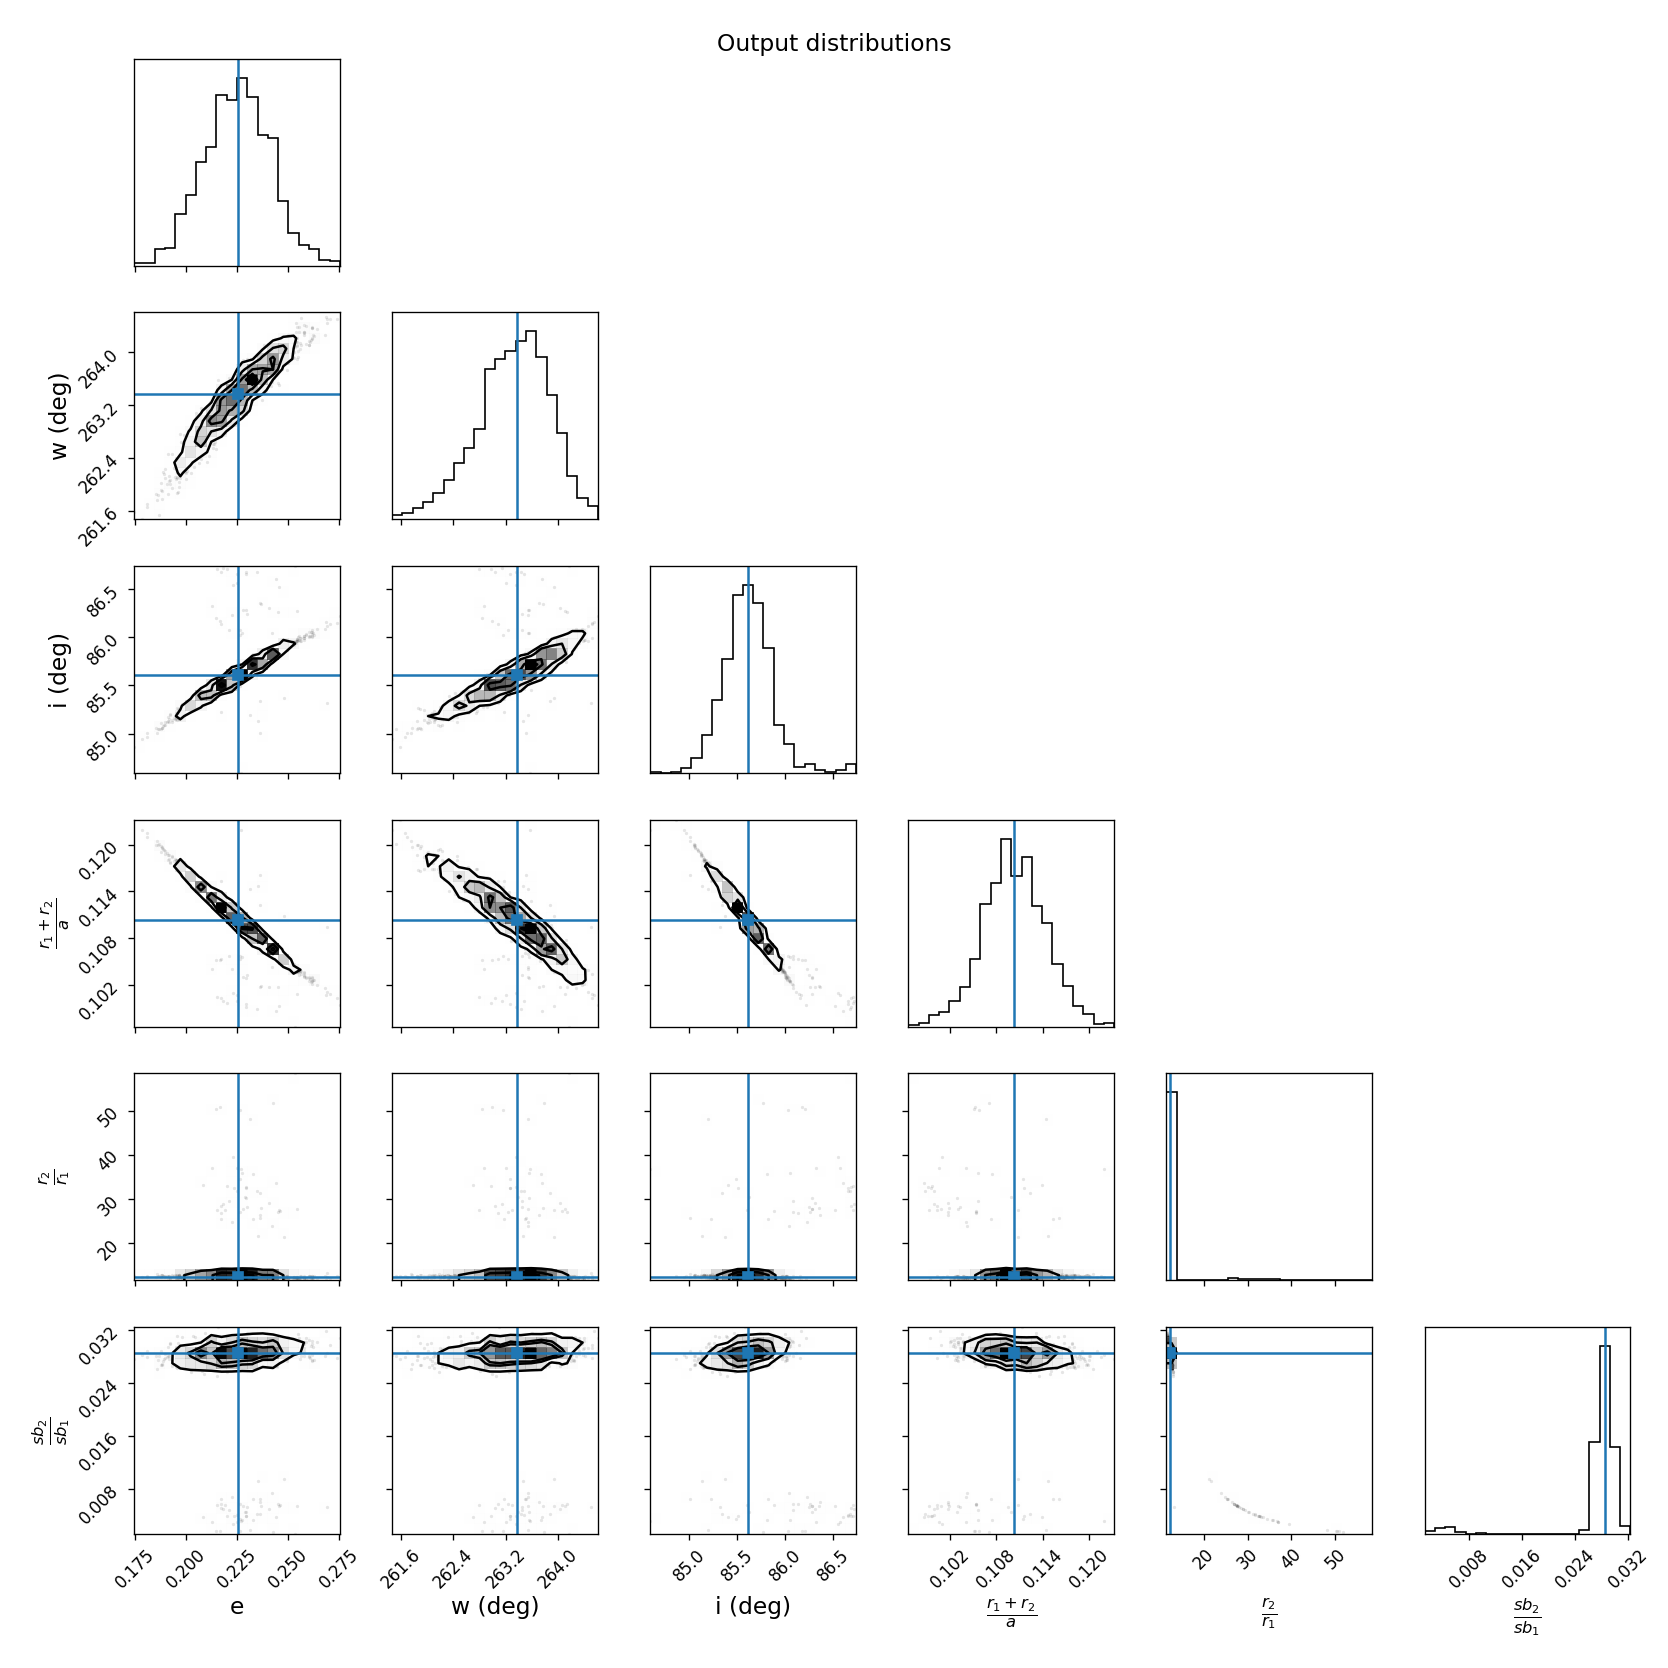 Output distributions
w (deg)
264.0
263.2
262.4
261.6
i (deg)
86.5
86.0
85.5
85.0
r₁ + r₂
a
0.120
0.114
0.108
0.102
r₂
r₁
50
40
30
20
sb₂
sb₁
0.032
0.024
0.016
0.008
0.175 0.200 0.225 0.250 0.275
261.6 262.4 263.2 264.0
85.0 85.5 86.0 86.5
0.102 0.108 0.114 0.120
20 30 40 50
0.008 0.016 0.024 0.032
e
w (deg)
i (deg)
r₁ + r₂
a
r₂
r₁
sb₂
sb₁